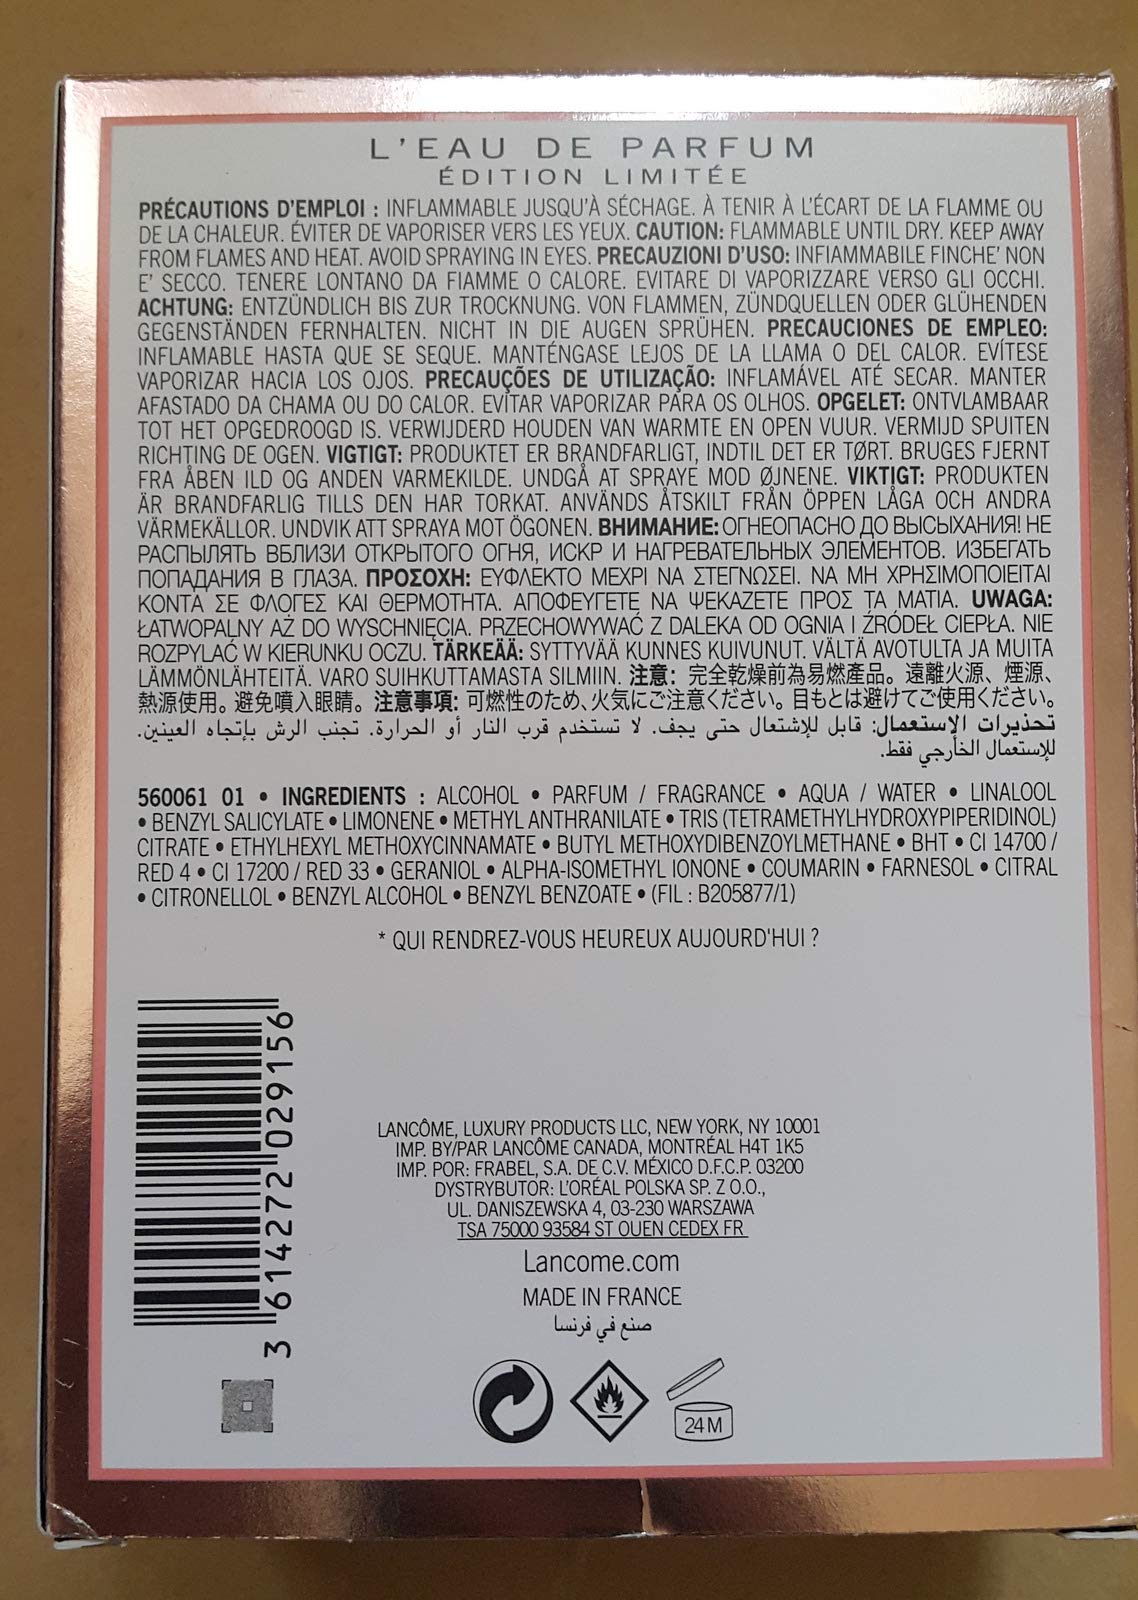 L'EAU DE PARFUM
ÉDITION LIMITÉE
PRÉCAUTIONS D'EMPLOI : INFLAMMABLE JUSQU'À SÉCHAGE. À TENIR À L'ÉCART DE LA FLAMME OU
DE LA CHALEUR. ÉVITER DE VAPORISER VERS LES YEUX. CAUTION: FLAMMABLE UNTIL DRY. KEEP AWAY
FROM FLAMES AND HEAT. AVOID SPRAYING IN EYES. PRECAUZIONI D'USO: INFIAMMABILE FINCHE' NON
E' SECCO. TENERE LONTANO DA FIAMME O CALORE. EVITARE DI VAPORIZZARE VERSO GLI OCCHI.
ACHTUNG: ENTZÜNDLICH BIS ZUR TROCKNUNG. VON FLAMMEN, ZÜNDQUELLEN ODER GLÜHENDEN
GEGENSTÄNDEN FERNHALTEN. NICHT IN DIE AUGEN SPRÜHEN. PRECAUCIONES DE EMPLEO:
INFLAMABLE HASTA QUE SE SEQUE. MANTÉNGASE LEJOS DE LA LLAMA O DEL CALOR. EVÍTESE
VAPORIZAR HACIA LOS OJOS. PRECAUÇÕES DE UTILIZAÇÃO: INFLAMÁVEL ATÉ SECAR. MANTER
AFASTADO DA CHAMA OU DO CALOR. EVITAR VAPORIZAR PARA OS OLHOS. OPGELET: ONTVLAMBAAR
TOT HET OPGEDROOGD IS. VERWIJDERD HOUDEN VAN WARMTE EN OPEN VUUR. VERMIJD SPUITEN
RICHTING DE OGEN. VIGTIGT: PRODUKTET ER BRANDFARLIGT, INDTIL DET ER TØRT. BRUGES FJERNT
FRA ÅBEN ILD OG ANDEN VARMEKILDE. UNDGÅ AT SPRAYE MOD ØJNENE. VIKTIGT: PRODUKTEN
ÄR BRANDFARLIG TILLS DEN HAR TORKAT. ANVÄNDS ÅTSKILT FRÅN ÖPPEN LÅGA OCH ANDRA
VÄRMEKÄLLOR. UNDVIK ATT SPRAYA MOT ÖGONEN. ВНИМАНИЕ: ОГНЕОПАСНО ДО ВЫСЫХАНИЯ! НЕ
РАСПЫЛЯТЬ ВБЛИЗИ ОТКРЫТОГО ОГНЯ, ИСКР И НАГРЕВАТЕЛЬНЫХ ЭЛЕМЕНТОВ. ИЗБЕГАТЬ
ПОПАДАНИЯ В ГЛАЗА. ΠΡΟΣΟΧΗ: ΕΥΦΛΕΚΤΟ ΜΕΧΡΙ ΝΑ ΣΤΕΓΝΩΣΕΙ. ΝΑ ΜΗ ΧΡΗΣΙΜΟΠΟΙΕΙΤΑΙ
ΚΟΝΤΑ ΣΕ ΦΛΟΓΕΣ ΚΑΙ ΘΕΡΜΟΤΗΤΑ. ΑΠΟΦΕΥΓΕΤΕ ΝΑ ΨΕΚΑΖΕΤΕ ΠΡΟΣ ΤΑ ΜΑΤΙΑ. UWAGA:
ŁATWOPALNY AŻ DO WYSCHNIĘCIA. PRZECHOWYWAĆ Z DALEKA OD OGNIA I ŹRÓDEŁ CIEPŁA. NIE
ROZPYLAĆ W KIERUNKU OCZU. TÄRKEÄÄ: SYTTYVÄÄ KUNNES KUIVUNUT. VÄLTÄ AVOTULTA JA MUITA
LÄMMÖNLÄHTEITÄ. VARO SUIHKUTTAMASTA SILMIIN. 注意: 完全乾燥前為易燃產品。遠離火源、煙源、
熱源使用。避免噴入眼睛。注意事項: 可燃性のため、火気にご注意ください。目もとは避けてご使用ください。
تحذيرات الإستعمال: قابل للإشتعال حتى يجف. لا تستخدم قرب النار أو الحرارة. تجنب الرش بإتجاه العينين.
للإستعمال الخارجي فقط.
560061 01 • INGREDIENTS : ALCOHOL • PARFUM / FRAGRANCE • AQUA / WATER • LINALOOL
• BENZYL SALICYLATE • LIMONENE • METHYL ANTHRANILATE • TRIS (TETRAMETHYLHYDROXYPIPERIDINOL)
CITRATE • ETHYLHEXYL METHOXYCINNAMATE • BUTYL METHOXYDIBENZOYLMETHANE • BHT • CI 14700 /
RED 4 • CI 17200 / RED 33 • GERANIOL • ALPHA-ISOMETHYL IONONE • COUMARIN • FARNESOL • CITRAL
• CITRONELLOL • BENZYL ALCOHOL • BENZYL BENZOATE • (FIL : B205877/1)
* QUI RENDREZ-VOUS HEUREUX AUJOURD'HUI ?
3 614272 029156
LANCÔME, LUXURY PRODUCTS LLC, NEW YORK, NY 10001
IMP. BY/PAR LANCÔME CANADA, MONTRÉAL H4T 1K5
IMP. POR: FRABEL, S.A. DE C.V. MÉXICO D.F.C.P. 03200
DYSTRYBUTOR: L'ORÉAL POLSKA SP. Z O.O.,
UL. DANISZEWSKA 4, 03-230 WARSZAWA
TSA 75000 93584 ST OUEN CEDEX FR
Lancome.com
MADE IN FRANCE
صنع في فرنسا
24M